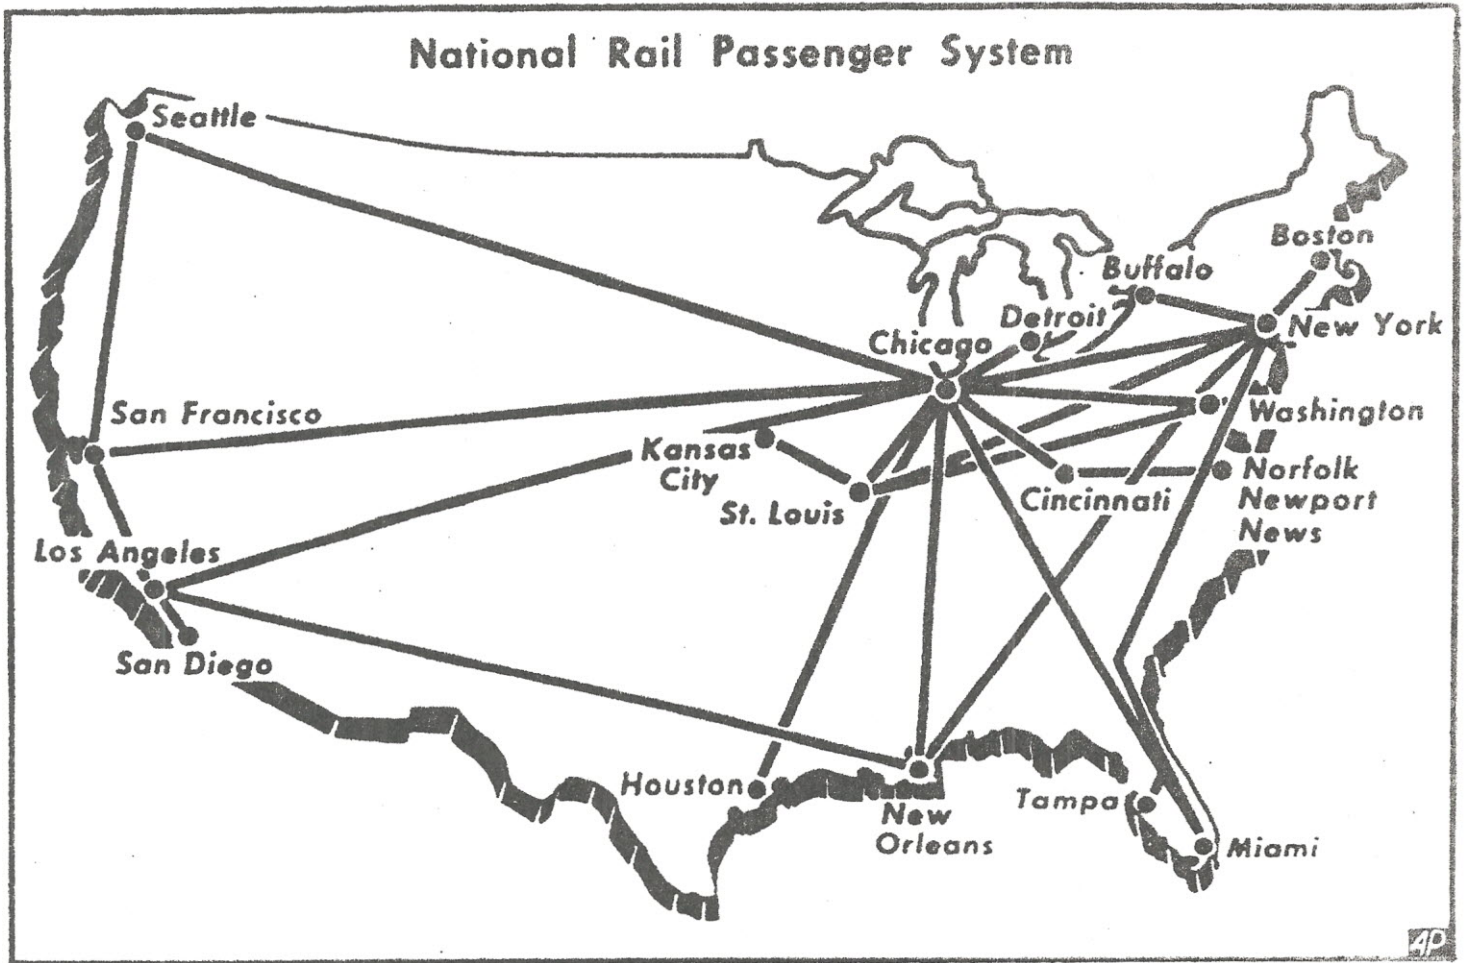 National Rail Passenger System
Seattle
Boston
Buffalo
Detroit
New York
Chicago
San Francisco
Washington
Kansas
City
Norfolk
Newport
News
Cincinnati
St. Louis
Los Angeles
San Diego
Houston
New
Orleans
Tampa
Miami
AP